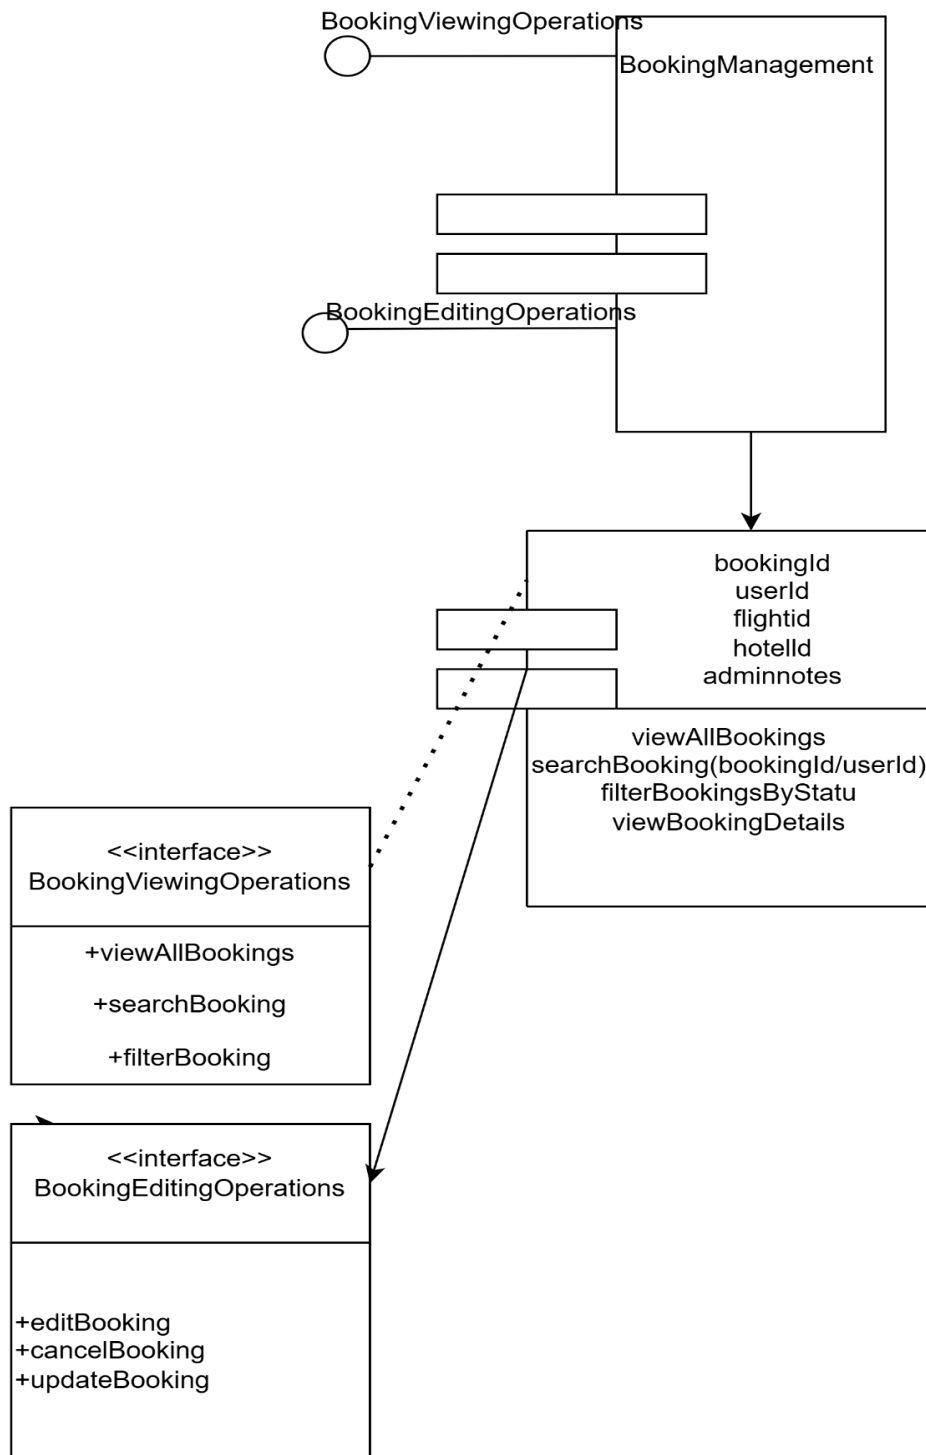 BookingViewingOperations
BookingManagement
BookingEditingOperations
bookingId
userId
flightid
hotelId
adminnotes
viewAllBookings
searchBooking(bookingId/userId)
filterBookingsByStatu
viewBookingDetails
<<interface>>
BookingViewingOperations
+viewAllBookings
+searchBooking
+filterBooking
<<interface>>
BookingEditingOperations
+editBooking
+cancelBooking
+updateBooking